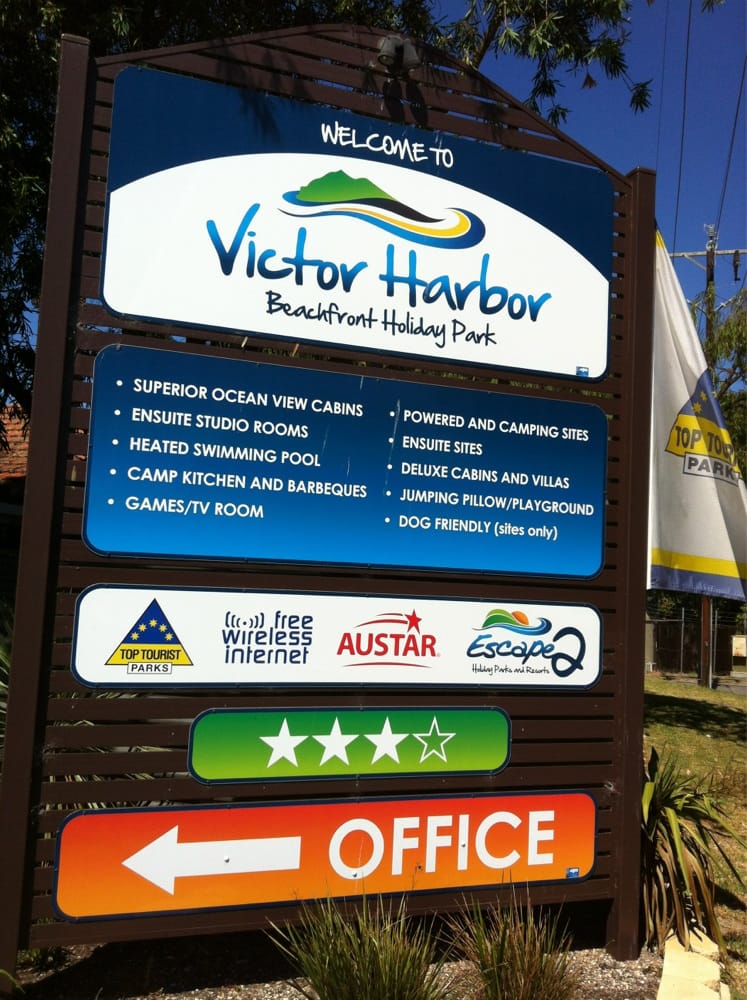 WELCOME TO
Victor Harbor
Beachfront Holiday Park
• SUPERIOR OCEAN VIEW CABINS
• ENSUITE STUDIO ROOMS
• HEATED SWIMMING POOL
• CAMP KITCHEN AND BARBEQUES
• GAMES/TV ROOM
• POWERED AND CAMPING SITES
• ENSUITE SITES
• DELUXE CABINS AND VILLAS
• JUMPING PILLOW/PLAYGROUND
• DOG FRIENDLY (sites only)
TOP TOURIST
PARKS
free
wireless
internet
AUSTAR
Escape2
Holiday Parks and Resorts
OFFICE
TOP TOU
PARK